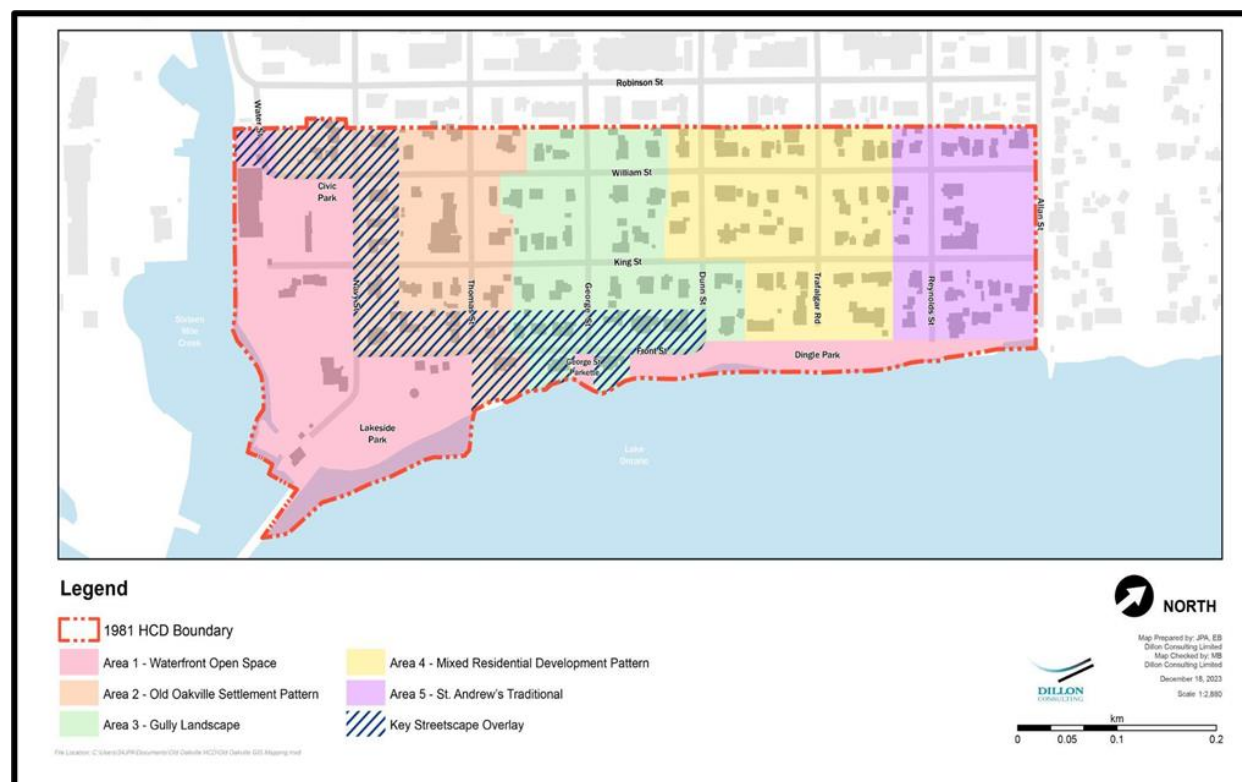 Robinson St
Water St
William St
Civic
Park
Allan St
King St
Navy St
Thomas St
George St
Dunn St
Trafalgar Rd
Reynolds St
Sixteen
Mile
Creek
Front St
George St
Parkette
Dingle Park
Lakeside
Park
Lake
Ontario
Legend
1981 HCD Boundary
Area 1 - Waterfront Open Space
Area 2 - Old Oakville Settlement Pattern
Area 3 - Gully Landscape
Area 4 - Mixed Residential Development Pattern
Area 5 - St. Andrew's Traditional
Key Streetscape Overlay
NORTH
Map Prepared by: JPA, EB
Dillon Consulting Limited
Map Checked by: MB
Dillon Consulting Limited
December 18, 2023
Scale 1:2,880
DILLON
CONSULTING
km
0 0.05 0.1 0.2